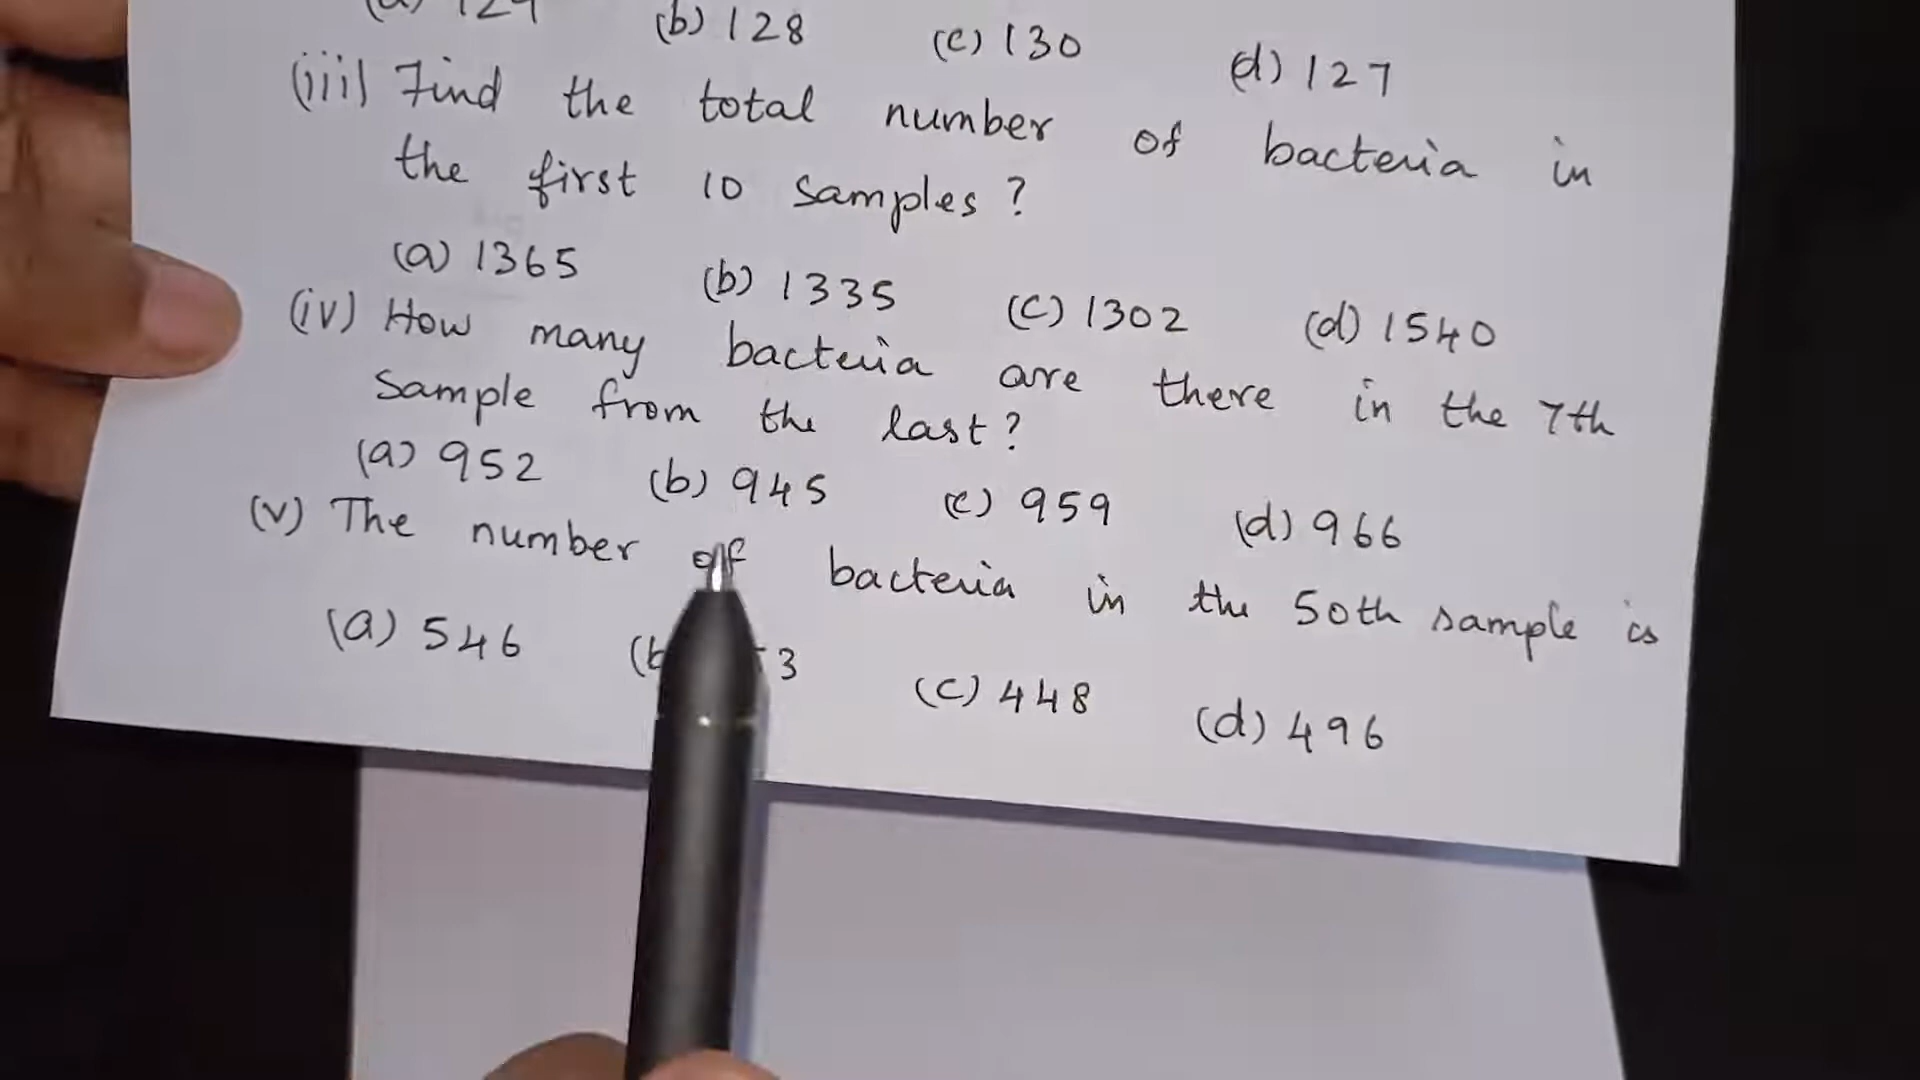 (b) 128 (c) 130 (d) 127
(iii) Find the total number of bacteria in
the first 10 samples?
(a) 1365 (b) 1335 (c) 1302 (d) 1540
(iv) How many bacteria are there in the 7th
sample from the last?
(a) 952 (b) 945 (c) 959 (d) 966
(v) The number of bacteria in the 50th sample is
(a) 546 (c) 448 (d) 496